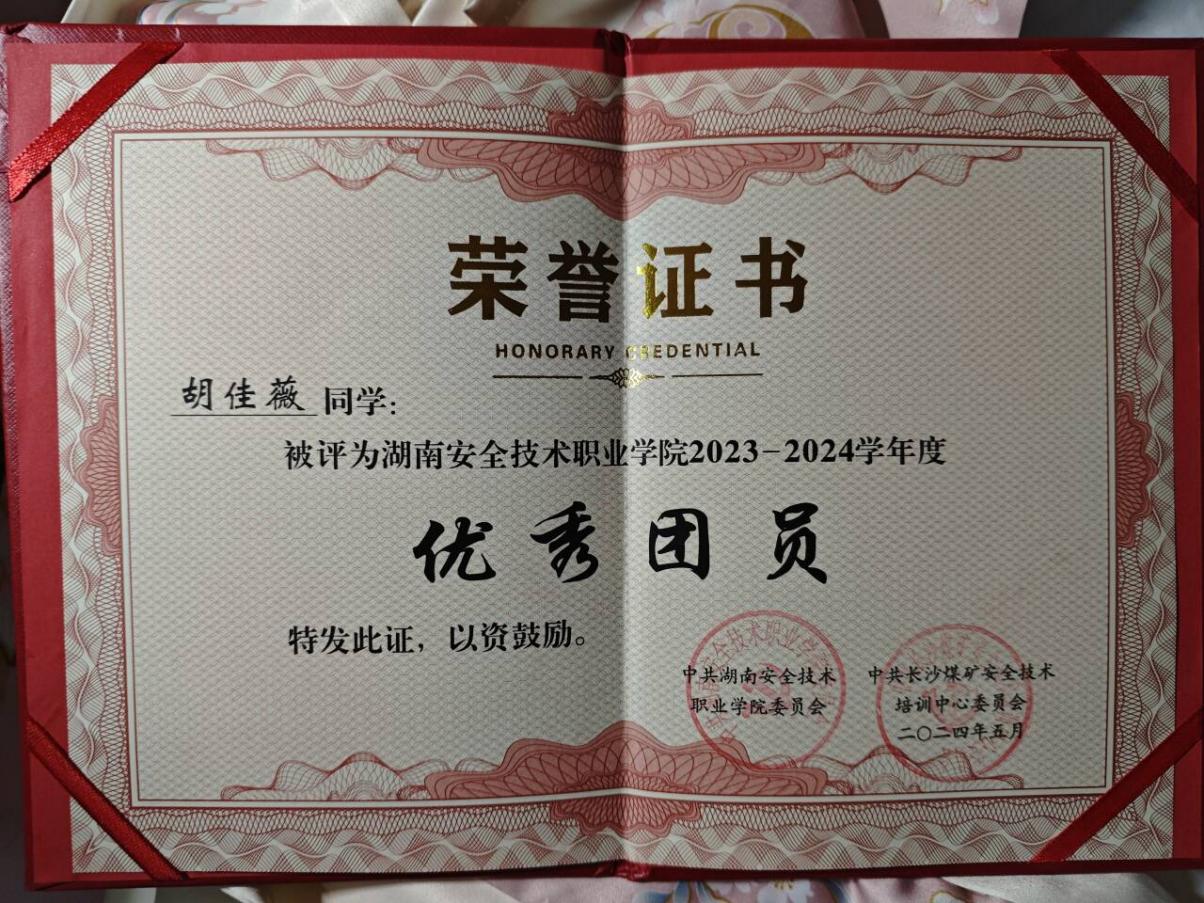 荣誉证书
HONORARY CREDENTIAL
胡佳薇 同学：
被评为湖南安全技术职业学院2023-2024学年度
优秀团员
特发此证，以资鼓励。
中共湖南安全技术
职业学院委员会
中共长沙煤矿安全技术
培训中心委员会
二〇二四年五月